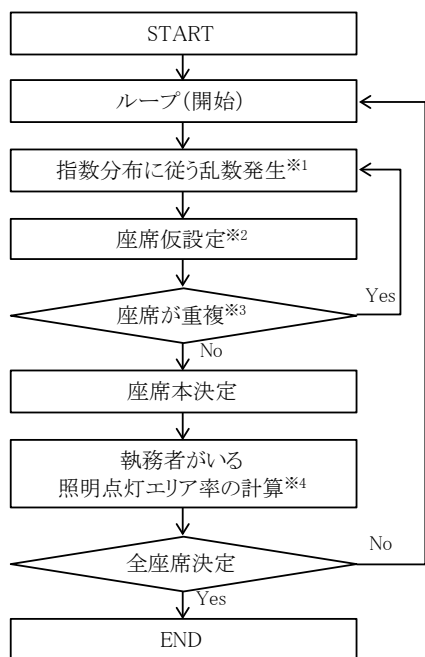 START
ループ(開始)
指数分布に従う乱数発生※1
座席仮設定※2
座席が重複※3
Yes
No
座席本決定
執務者がいる
照明点灯エリア率の計算※4
全座席決定
No
Yes
END